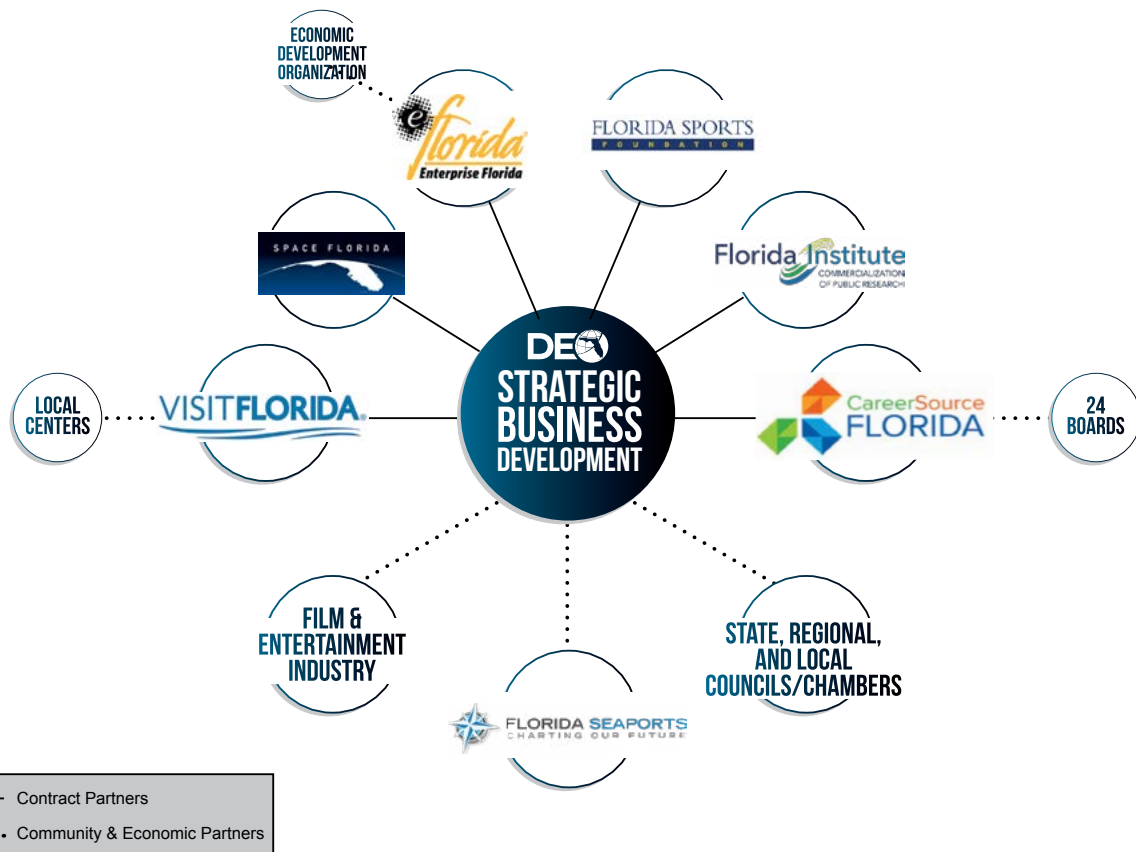 ECONOMIC
DEVELOPMENT
ORGANIZATION
e
florida
Enterprise Florida
FLORIDA SPORTS
FOUNDATION
SPACE FLORIDA
Florida Institute
COMMERCIALIZATION
OF PUBLIC RESEARCH
DEO
STRATEGIC
BUSINESS
DEVELOPMENT
LOCAL
CENTERS
VISITFLORIDA.
CareerSource
FLORIDA
24
BOARDS
FILM &
ENTERTAINMENT
INDUSTRY
STATE, REGIONAL,
AND LOCAL
COUNCILS/CHAMBERS
FLORIDA SEAPORTS
CHARTING OUR FUTURE
Contract Partners
Community & Economic Partners